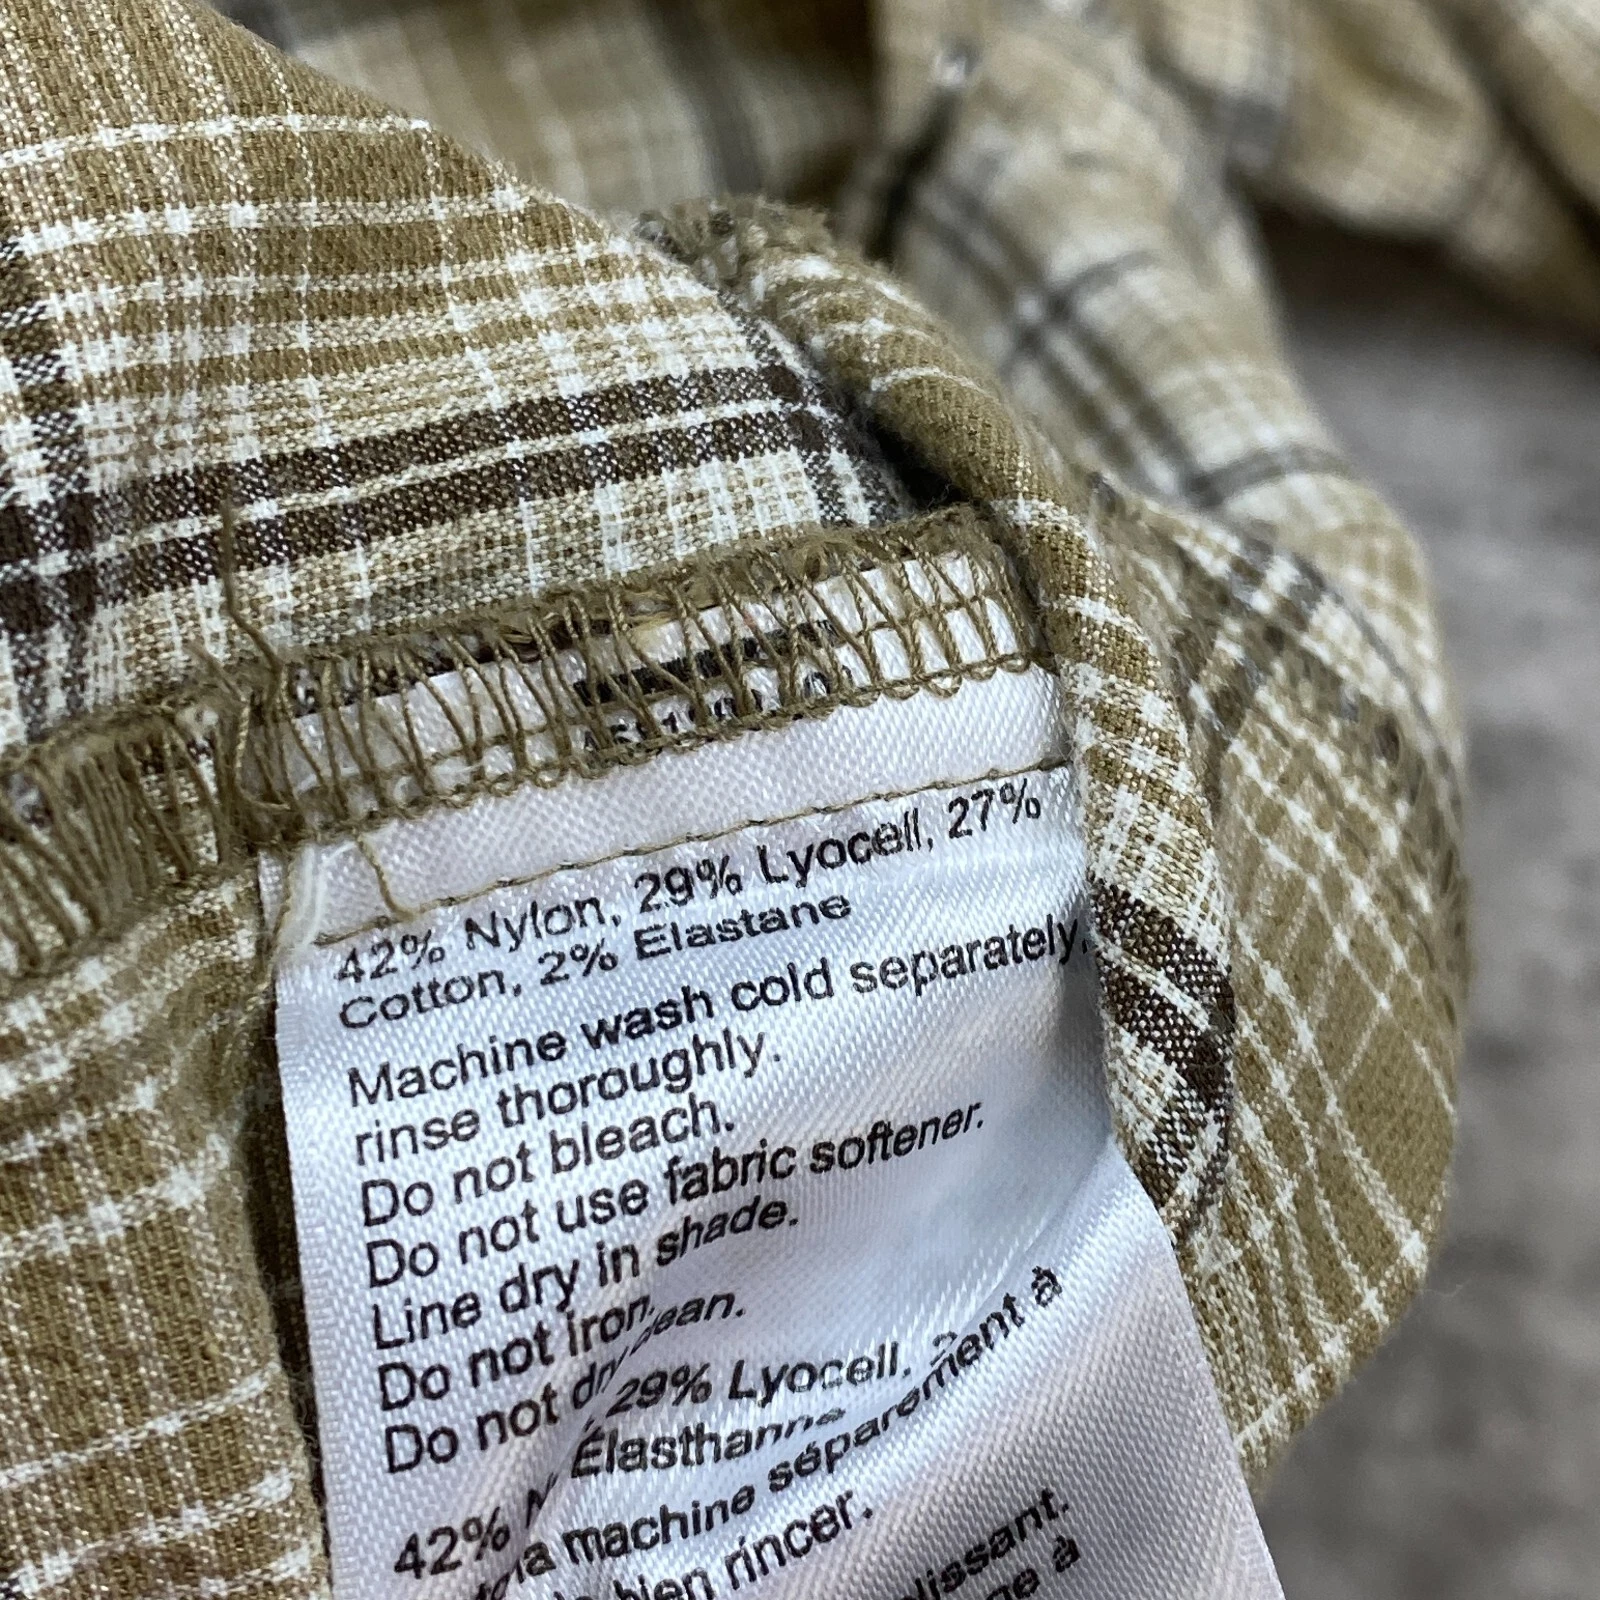 42% Nylon, 29% Lyocell, 27%
Cotton, 2% Elastane
Machine wash cold separately,
rinse thoroughly.
Do not bleach.
Do not use fabric softener.
Line dry in shade.
Do not iron.
Do not dry clean.
42% 29% Lyocell,
Élasthanne
machine séparément à
bien rincer.